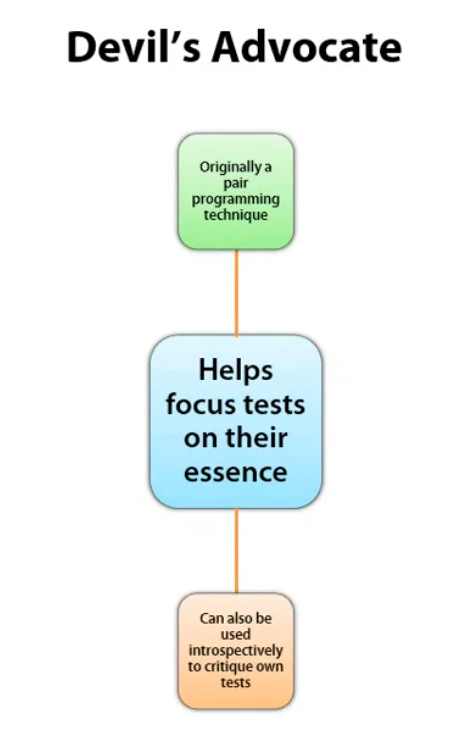 Devil’s Advocate
Originally a
pair
programming
technique
Helps
focus tests
on their
essence
Can also be
used
introspectively
to critique own
tests